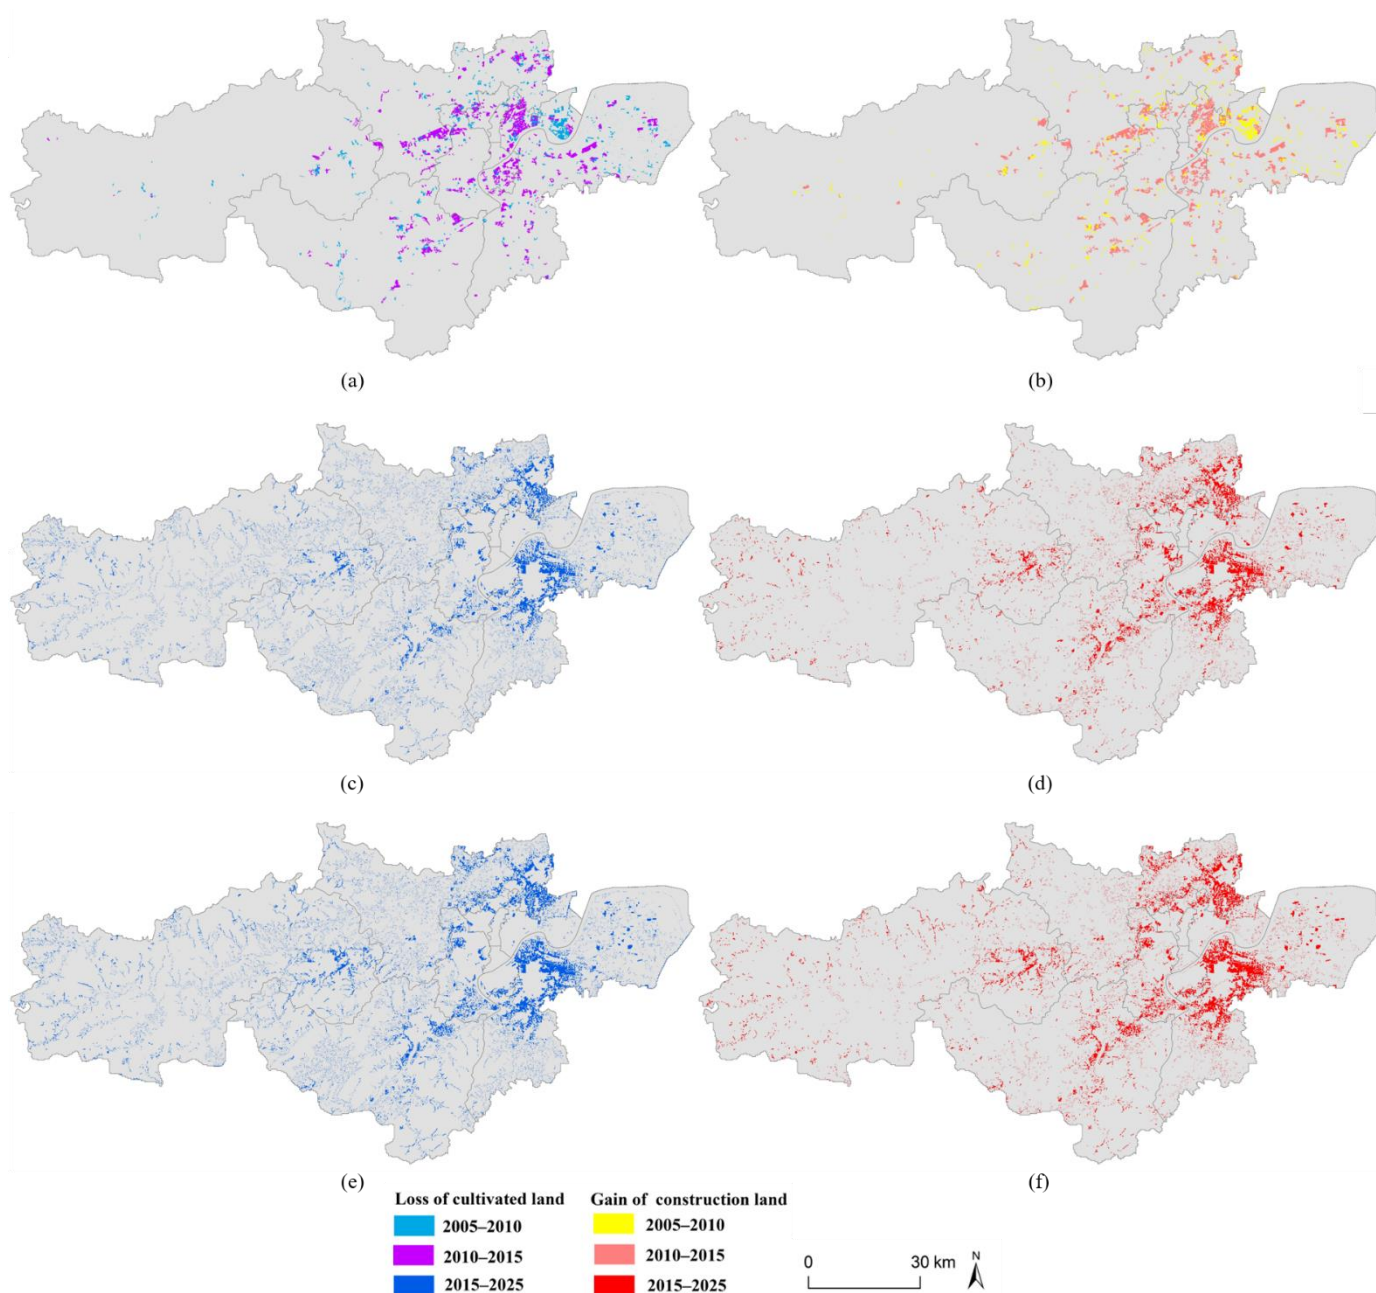 (a)
(b)
(c)
(d)
(e)
(f)
Loss of cultivated land
2005–2010
2010–2015
2015–2025
Gain of construction land
2005–2010
2010–2015
2015–2025
0 30 km
N